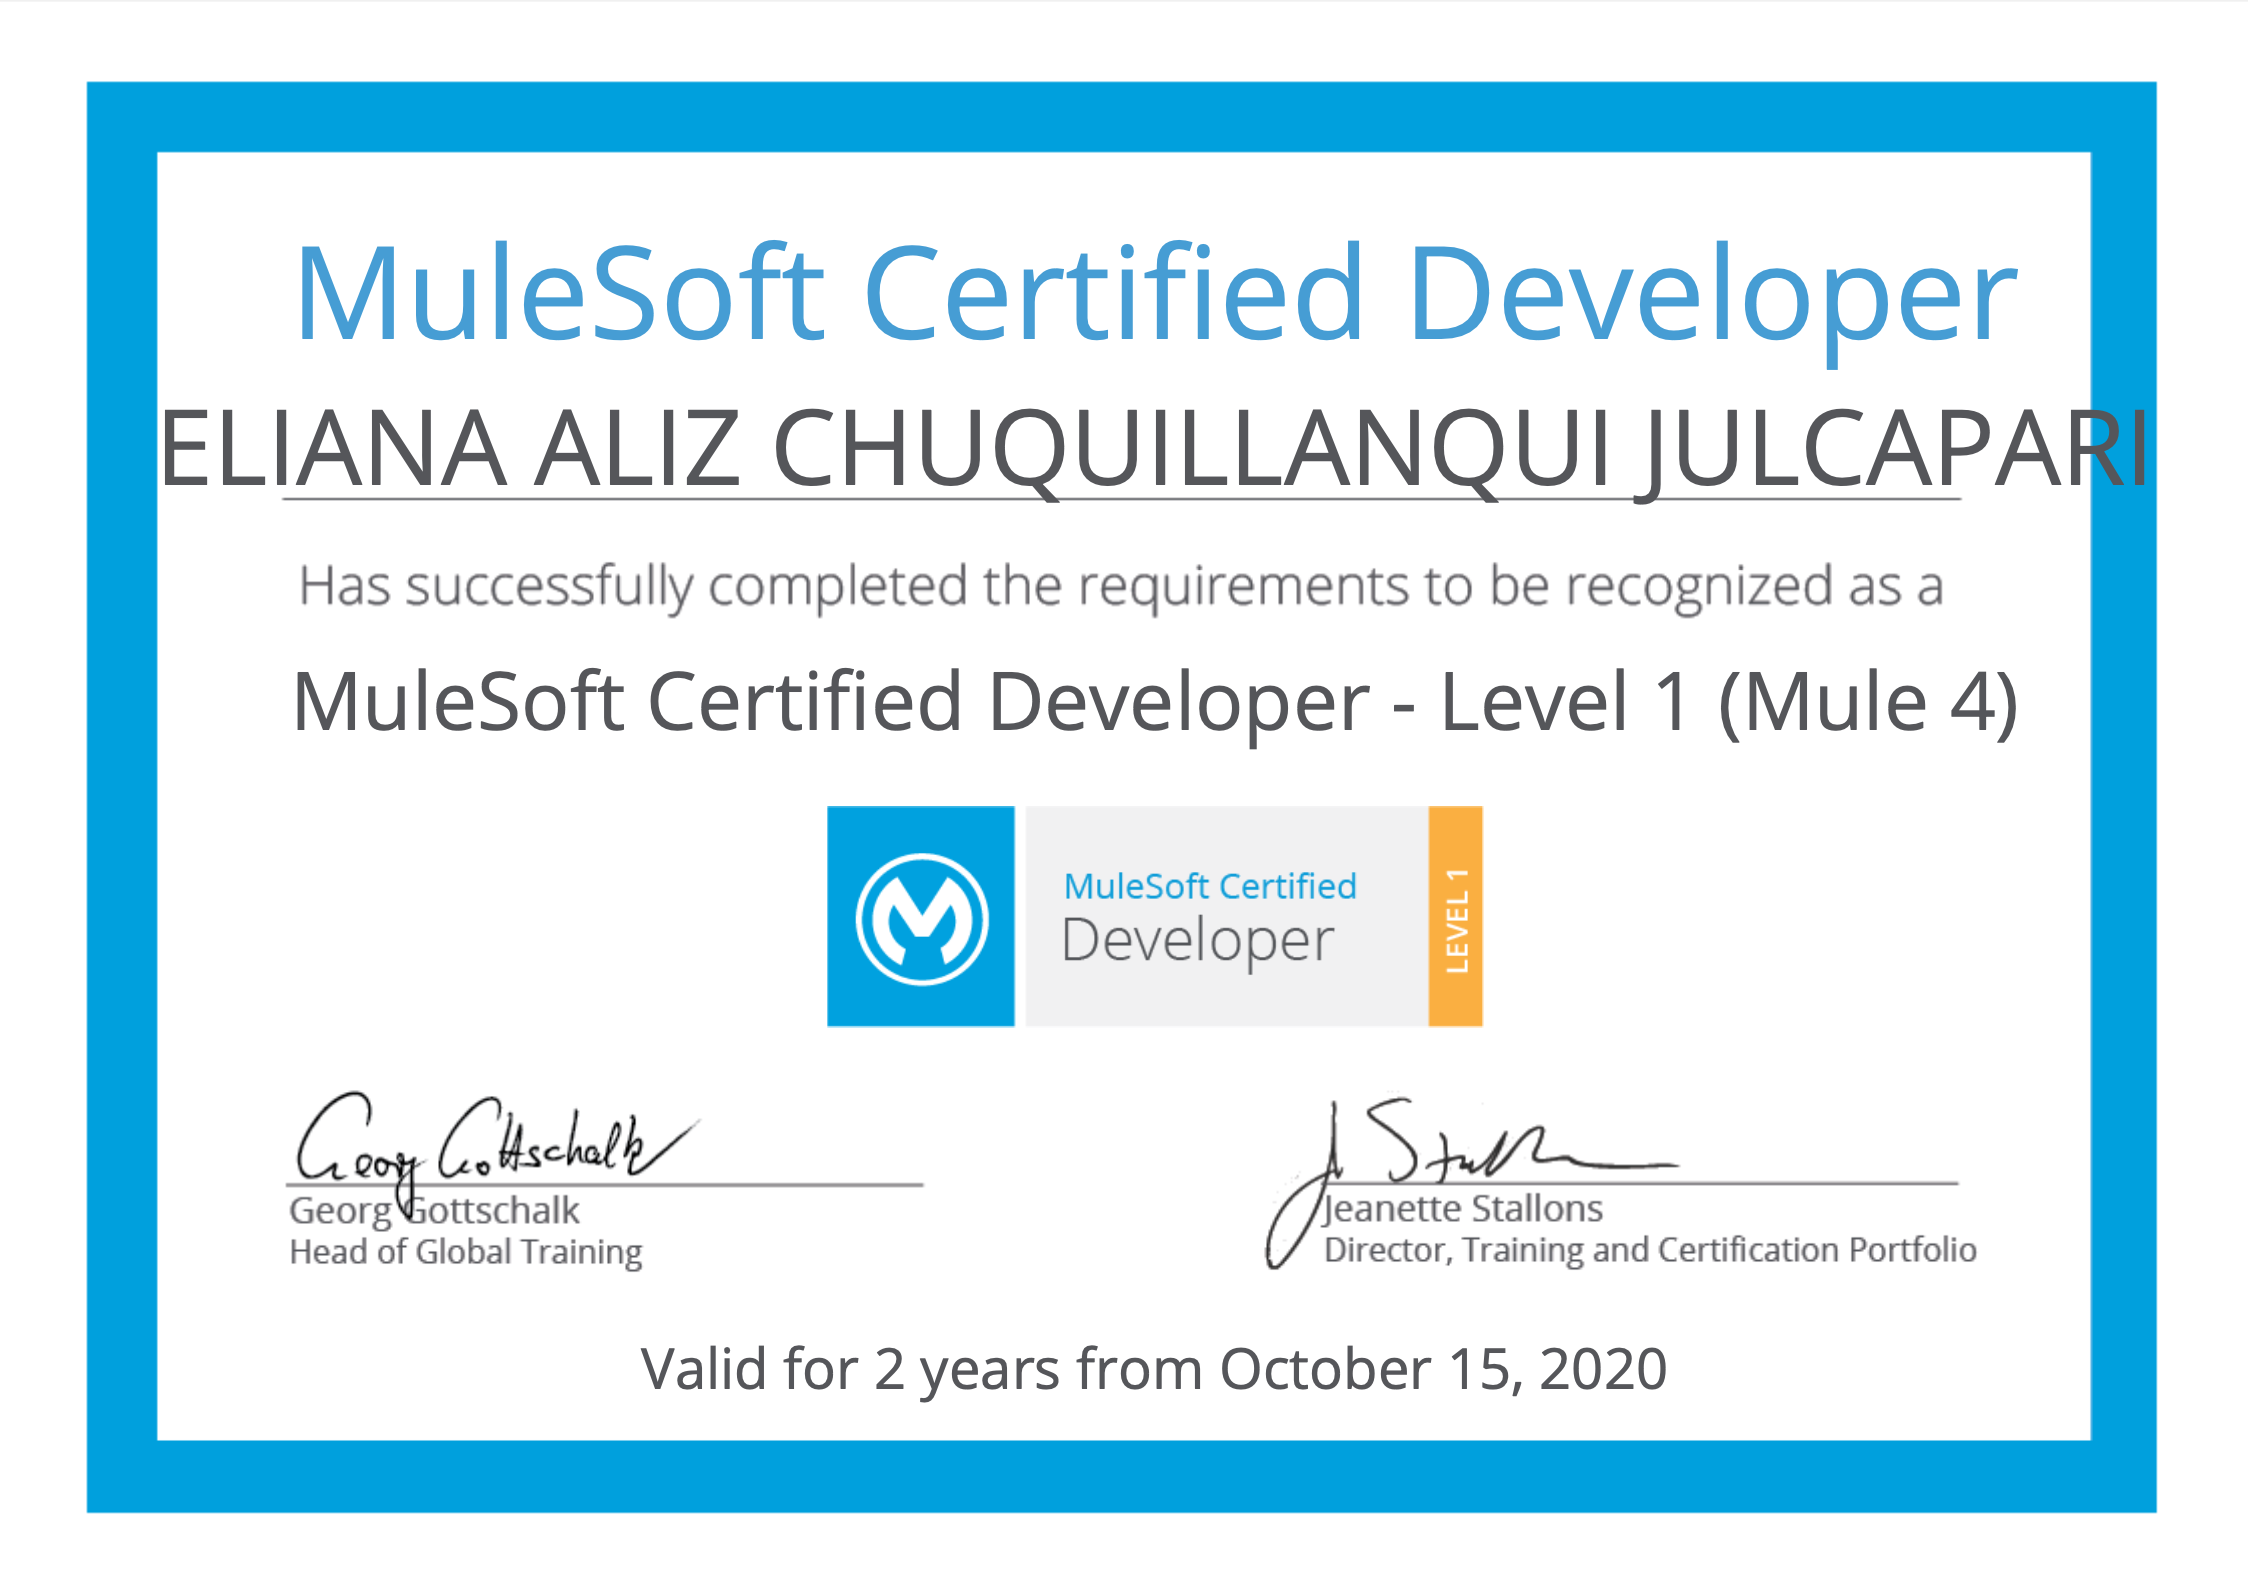 MuleSoft Certified Developer
ELIANA ALIZ CHUQUILLANQUI JULCAPARI
Has successfully completed the requirements to be recognized as a
MuleSoft Certified Developer - Level 1 (Mule 4)
MuleSoft Certified
Developer
LEVEL 1
Georg Gottschalk
Georg Gottschalk
Head of Global Training
J Stallons
Jeanette Stallons
Director, Training and Certification Portfolio
Valid for 2 years from October 15, 2020